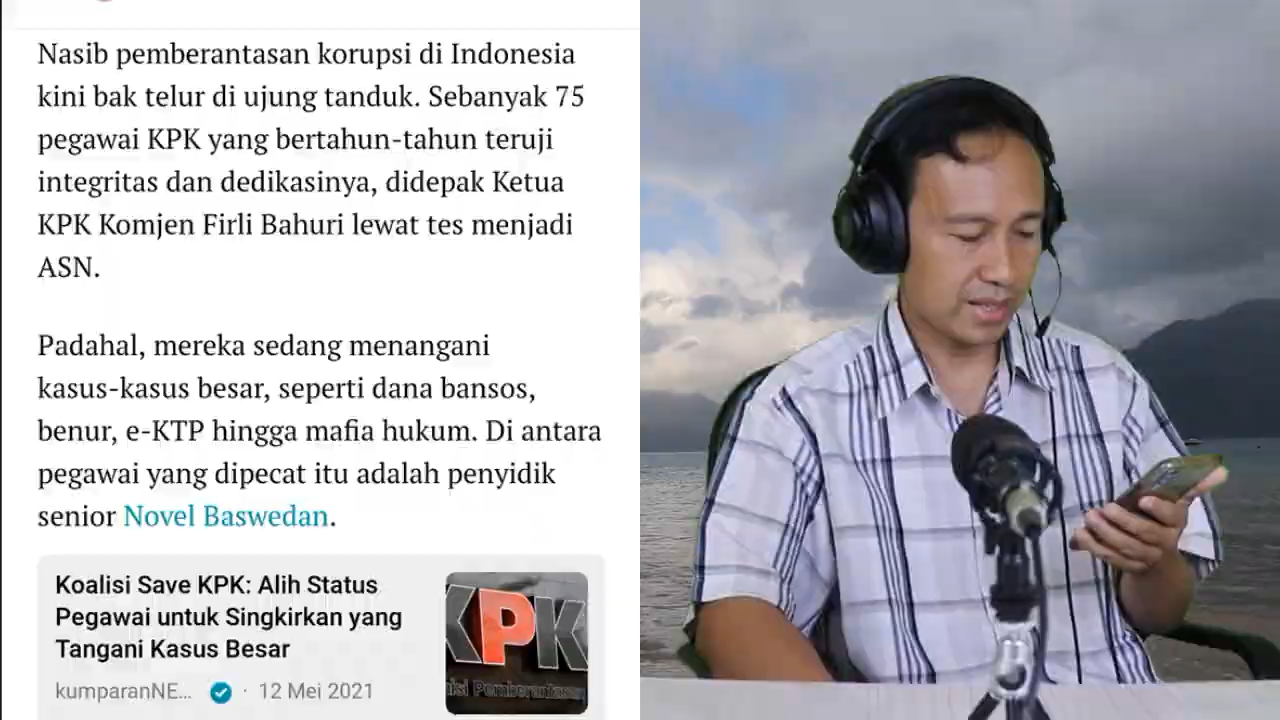 Nasib pemberantasan korupsi di Indonesia
kini bak telur di ujung tanduk. Sebanyak 75
pegawai KPK yang bertahun-tahun teruji
integritas dan dedikasinya, didepak Ketua
KPK Komjen Firli Bahuri lewat tes menjadi
ASN.
Padahal, mereka sedang menangani
kasus-kasus besar, seperti dana bansos,
benur, e-KTP hingga mafia hukum. Di antara
pegawai yang dipecat itu adalah penyidik
senior Novel Baswedan.
Koalisi Save KPK: Alih Status
Pegawai untuk Singkirkan yang
Tangani Kasus Besar
kumparanNE... · 12 Mei 2021
KPK